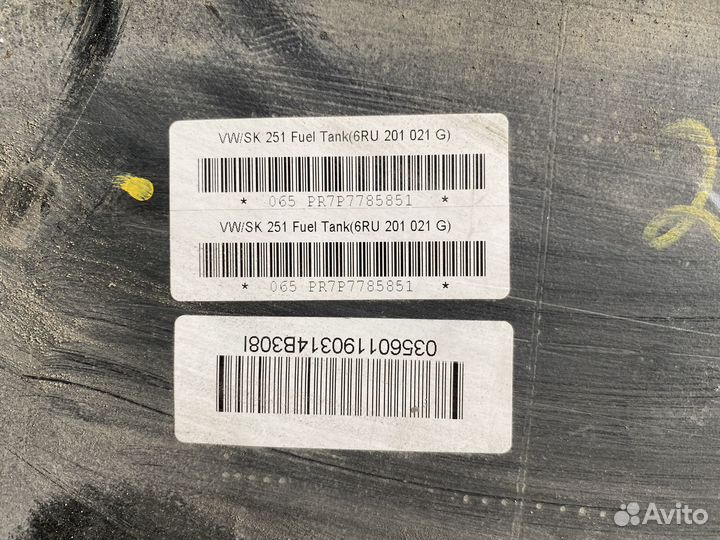 VW/SK 251 Fuel Tank(6RU 201 021 G)
* 065 PR7P7785851 *
VW/SK 251 Fuel Tank(6RU 201 021 G)
* 065 PR7P7785851 *
0356011190314B308I
Avito